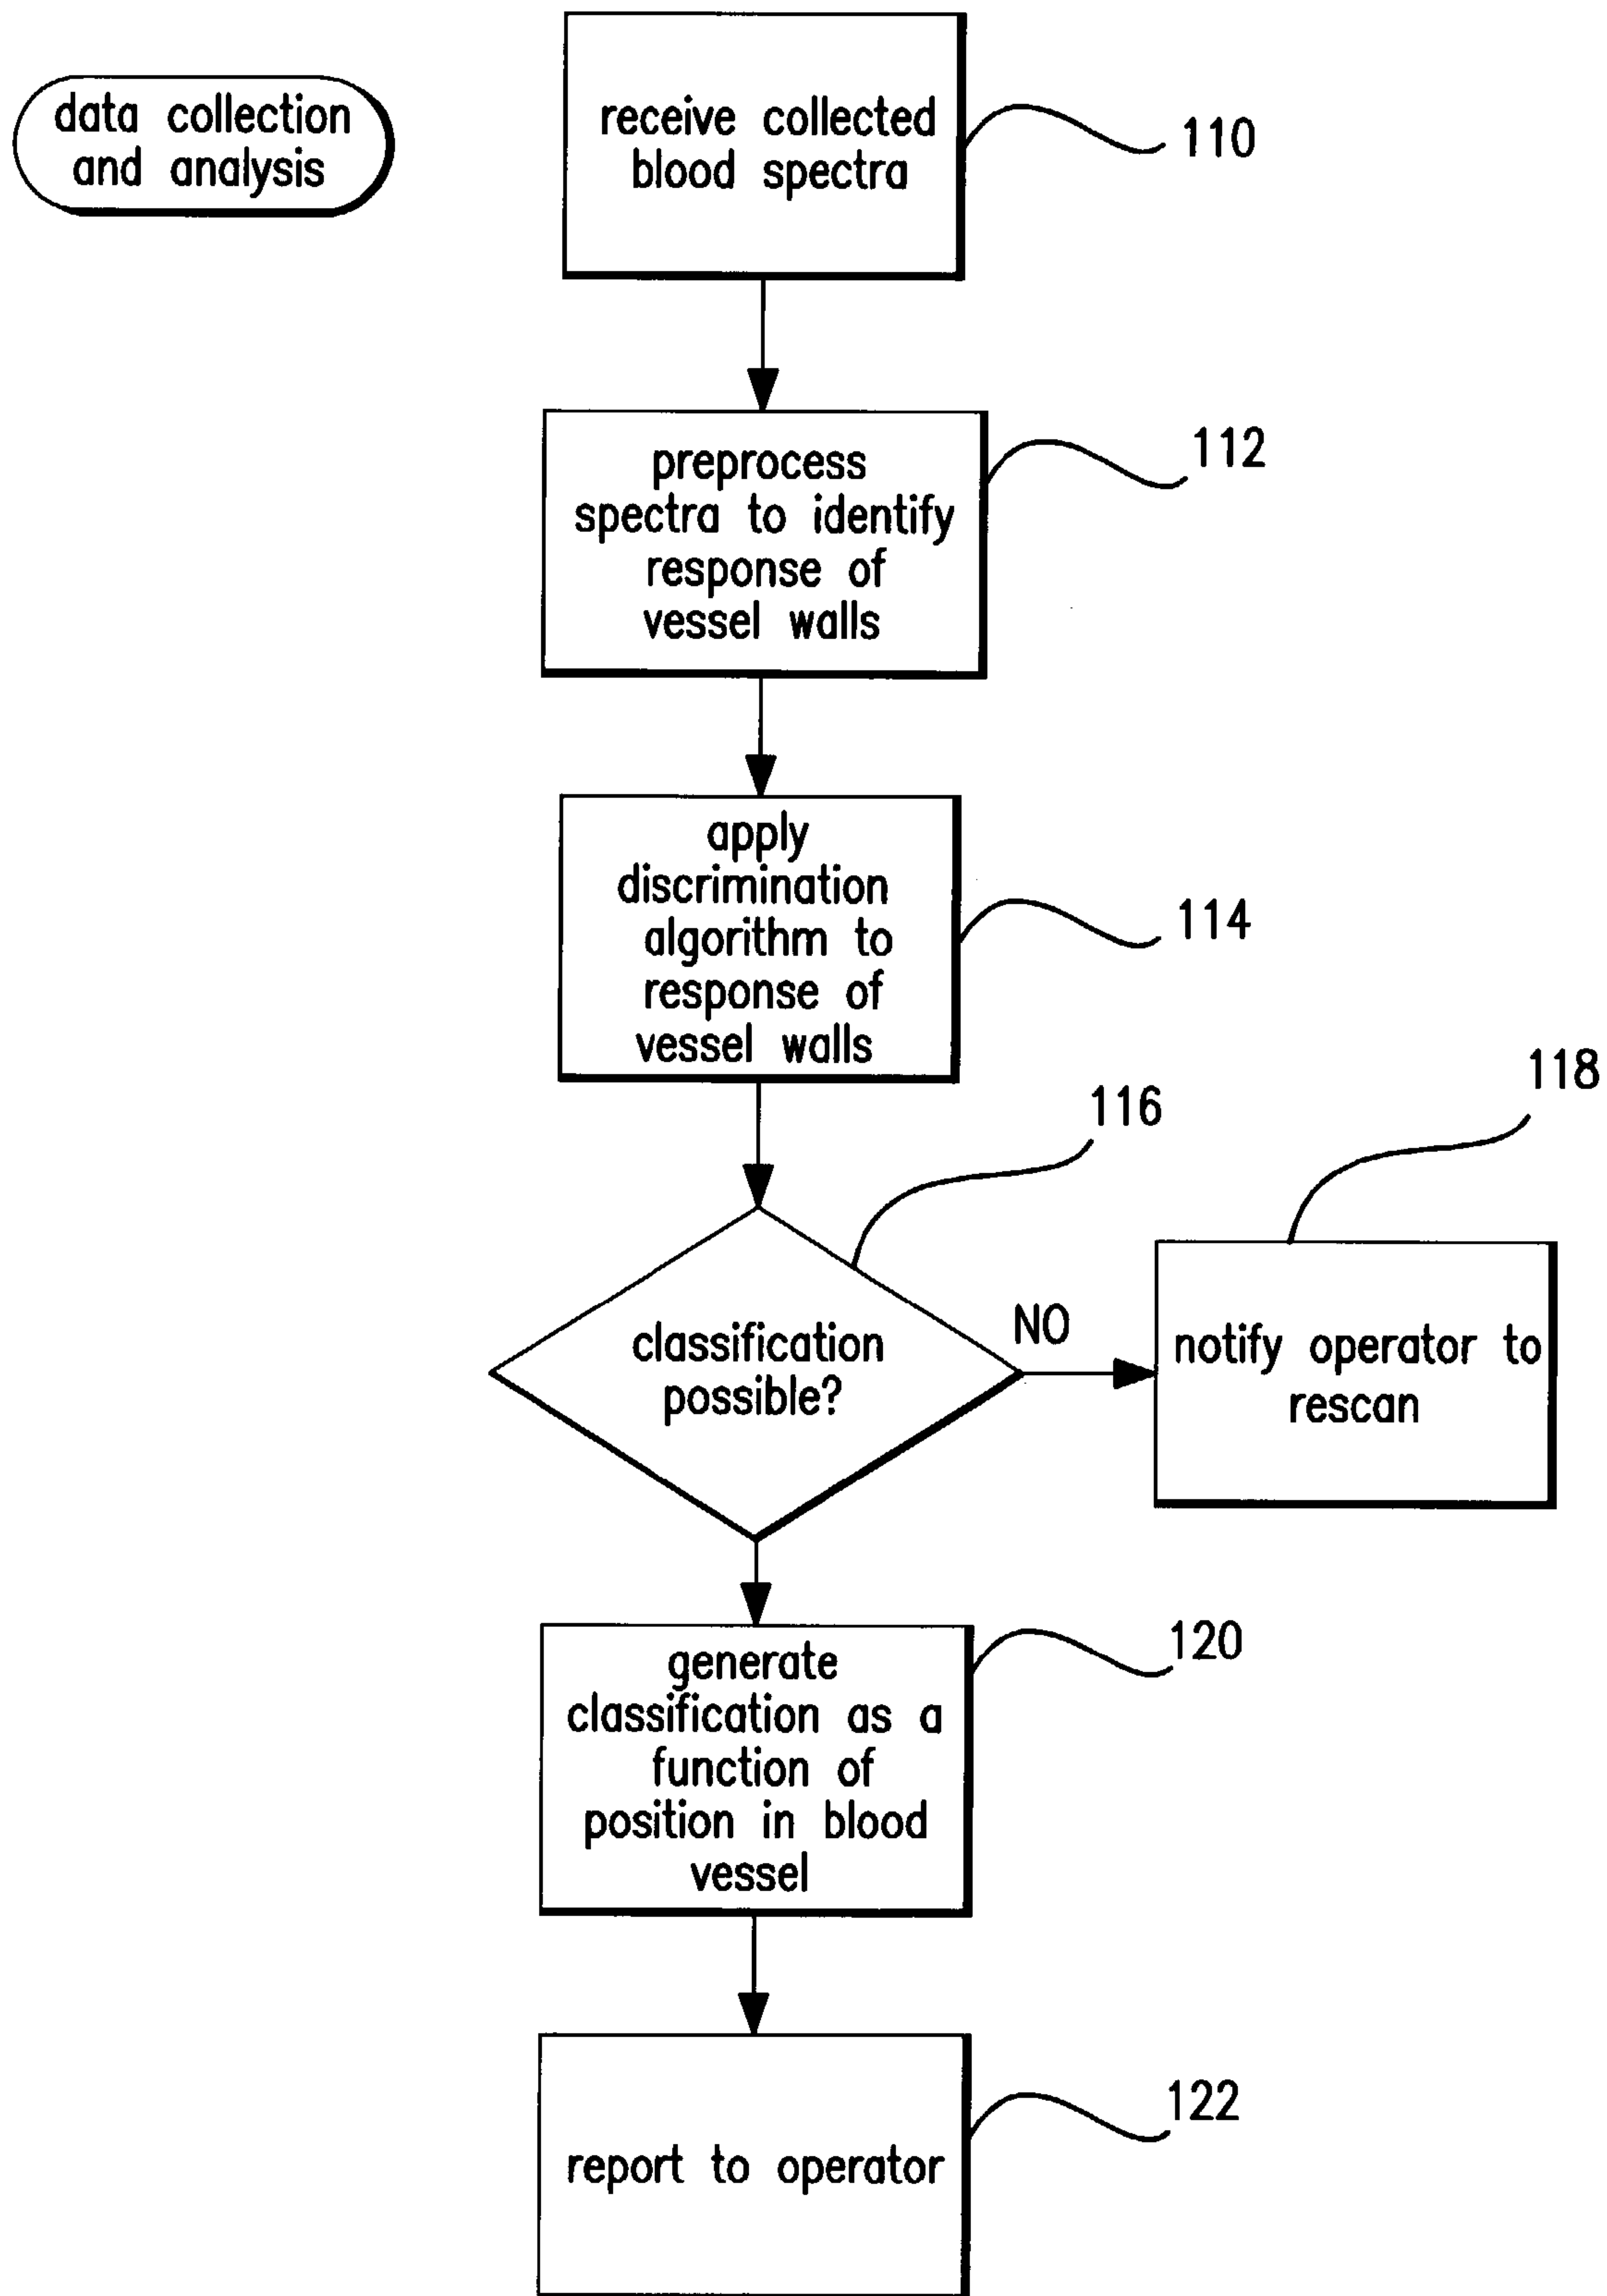 data collection
and analysis
receive collected
blood spectra
110
preprocess
spectra to identify
response of
vessel walls
112
apply
discrimination
algorithm to
response of
vessel walls
114
116
classification
possible?
NO
118
notify operator to
rescan
generate
classification as a
function of
position in blood
vessel
120
report to operator
122